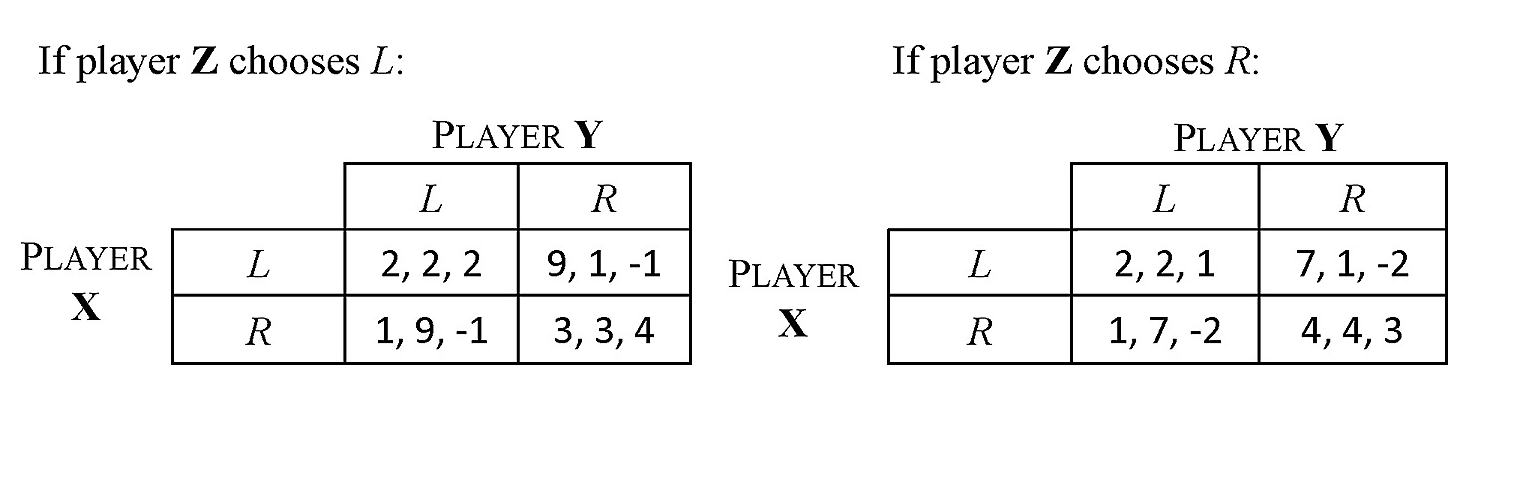 If player Z chooses L:
If player Z chooses R:
PLAYER Y
L R
PLAYER X
L 2, 2, 2 9, 1, -1
R 1, 9, -1 3, 3, 4
PLAYER Y
L R
PLAYER X
L 2, 2, 1 7, 1, -2
R 1, 7, -2 4, 4, 3